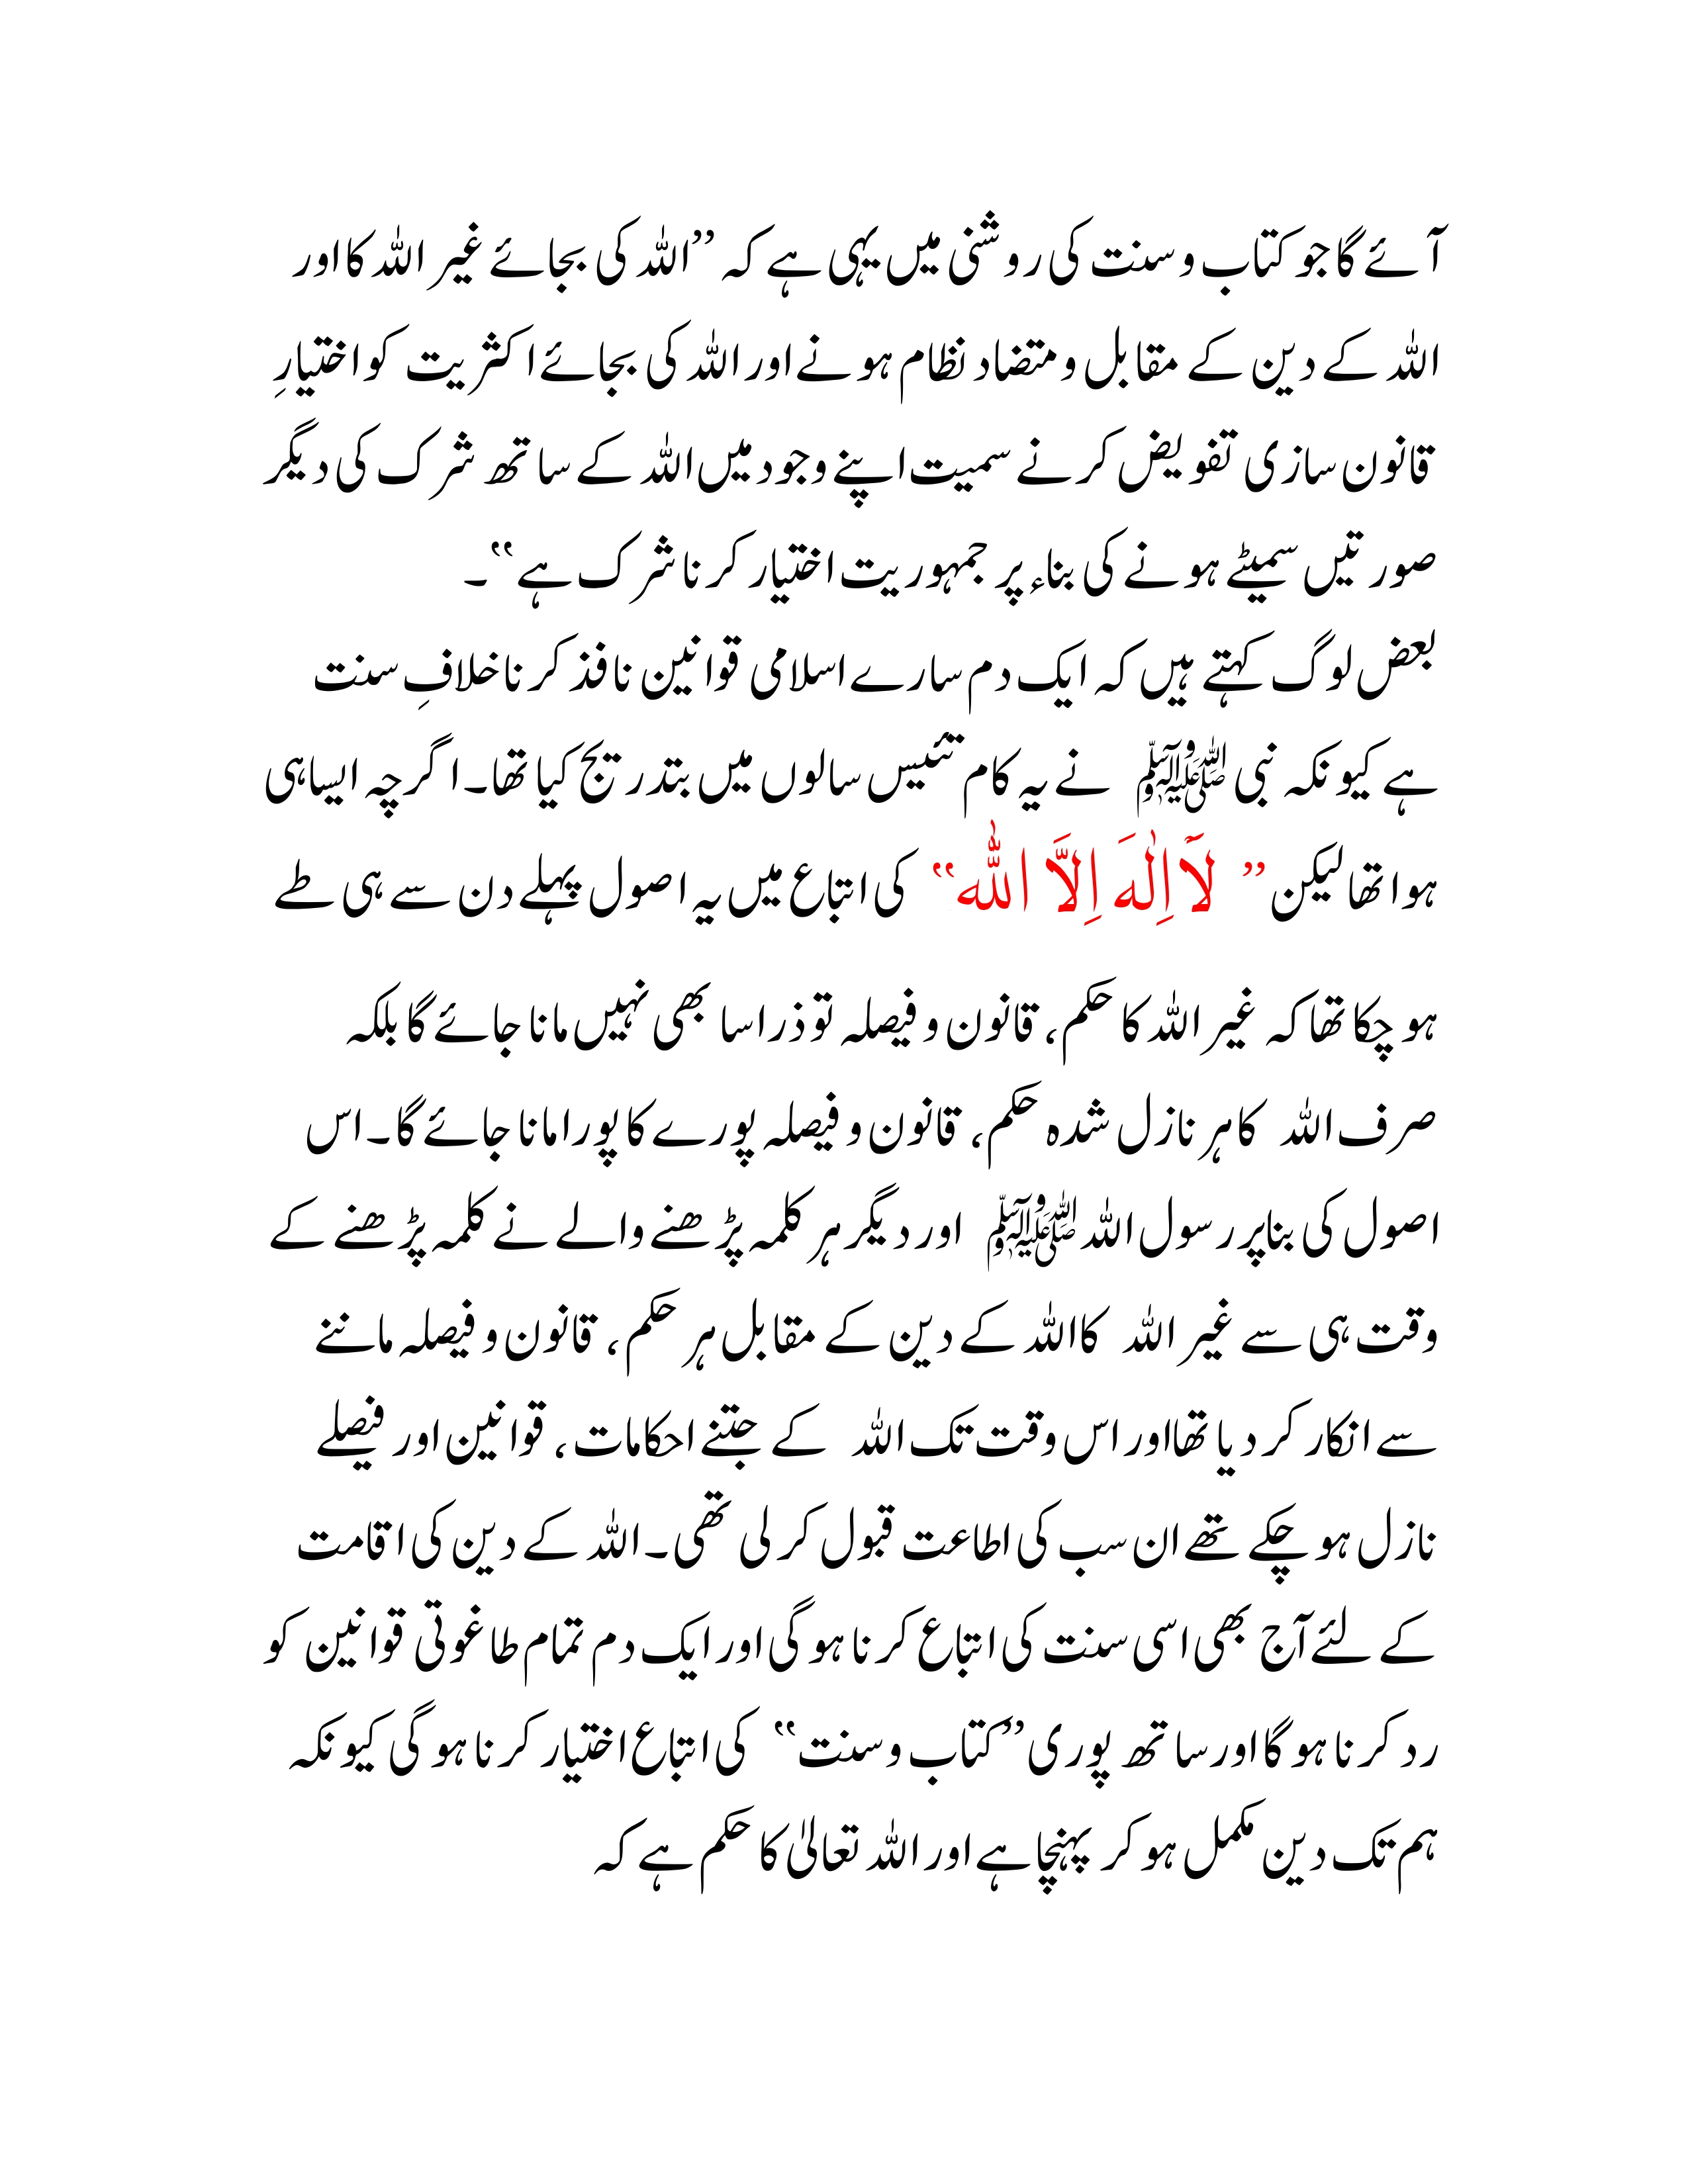 آئے گا جو کتاب و سنت کی روشنی میں یہی ہے کہ ’’اللہ کی بجائے غیر اللہ کا اور
اللہ کے دین کے مقابل و متضاد نظام ہونے اور اللہ کی بجائے اکثریت کو اختیارِ
قانون سازی تفویض کرنے سمیت اپنے وجود میں اللہ کے ساتھ شرک کی دیگر
صورتیں سمیٹے ہونے کی بناء پر جمہوریت اختیار کرنا شرک ہے‘‘۔
بعض لوگ کہتے ہیں کہ ایک دم سارے اسلامی قوانین نافذ کرنا خلافِ سنت
ہے کیونکہ نبی ﷺ نے یہ کام تئیس سالوں میں بتدریج کیا تھا۔ اگرچہ ایسا ہی
ہوا تھا لیکن ’’ لَآ اِلٰهَ اِلَّا اللّٰه‘‘ کی اتباع میں یہ اصول پہلے دن سے ہی طے
ہو چکا تھا کہ غیر اللہ کا حکم، قانون و فیصلہ تو ذرا سا بھی نہیں مانا جائے گا بلکہ
صرف اللہ کا ہر نازل شدہ حکم، قانون و فیصلہ پورے کا پورا مانا جائے گا۔ اس
اصول کی بنا پر رسول اللہ ﷺ اور دیگر ہر کلمہ پڑھنے والے نے کلمہ پڑھنے کے
وقت ہی سے غیر اللہ کا اللہ کے دین کے مقابل ہر حکم، قانون و فیصلہ ماننے
سے انکار کر دیا تھا اور اس وقت تک اللہ کے جتنے احکامات، قوانین اور فیصلے
نازل ہو چکے تھے ان سب کی اطاعت قبول کر لی تھی۔ اللہ کے دین کی اقامت
کے لئے آج بھی اسی سنت کی اتباع کرنا ہو گی اور ایک دم تمام طاغوتی قوانین کو
رد کرنا ہو گا اور ساتھ پوری ’’کتاب و سنت‘‘ کی اتباع اختیار کرنا ہو گی کیونکہ
ہم تک دین مکمل ہو کر پہنچا ہے اور اللہ تعالیٰ کا حکم ہے کہ